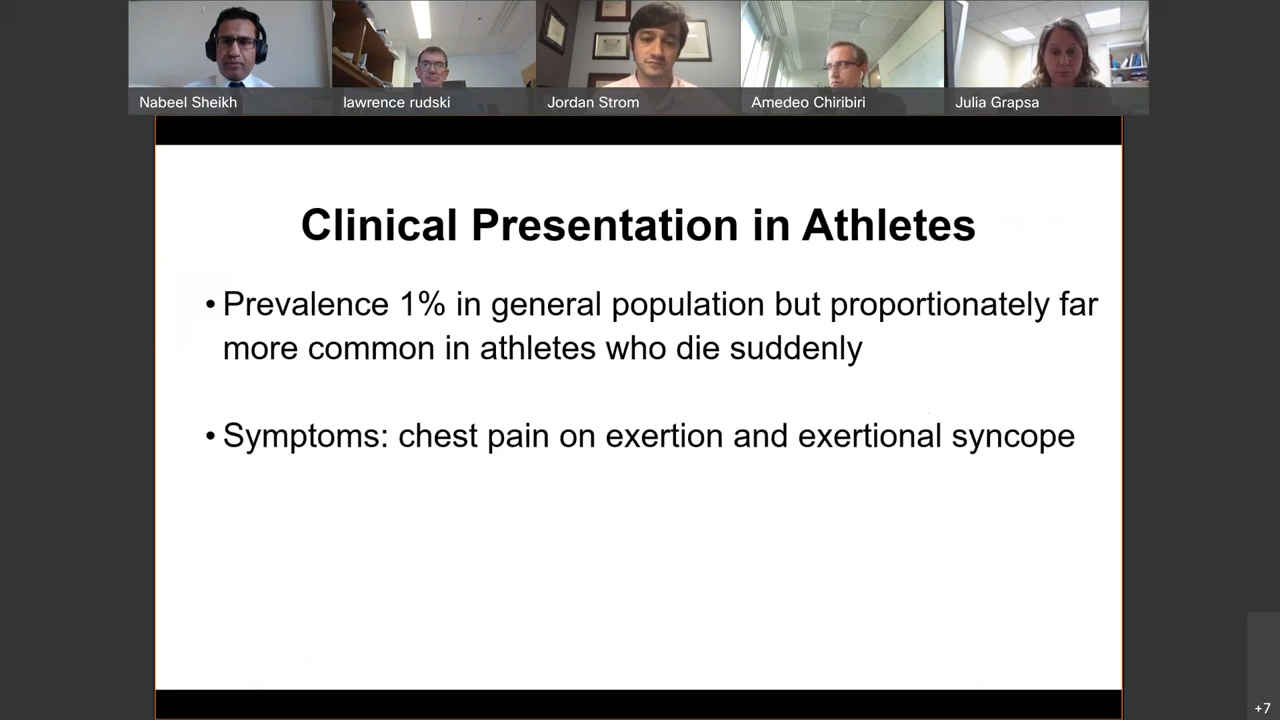 Nabeel Sheikh
lawrence rudski
Jordan Strom
Amedeo Chiribiri
Julia Grapsa
Clinical Presentation in Athletes
• Prevalence 1% in general population but proportionately far
more common in athletes who die suddenly
• Symptoms: chest pain on exertion and exertional syncope
+7